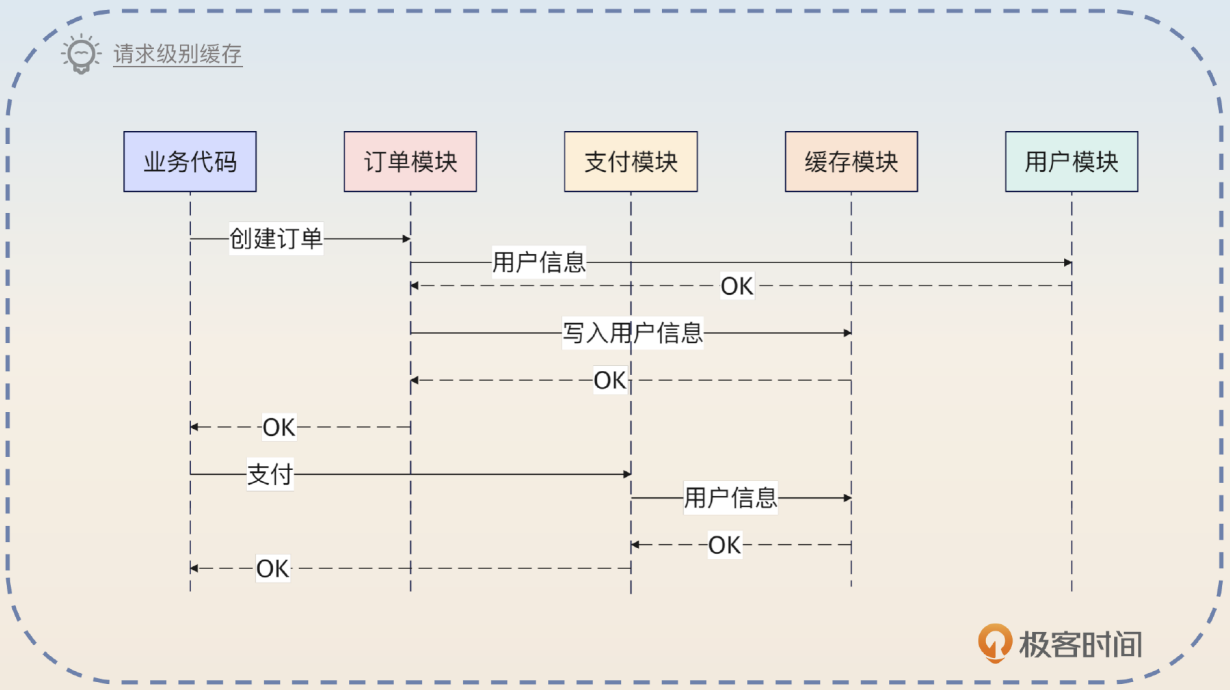 请求级别缓存
业务代码
订单模块
支付模块
缓存模块
用户模块
创建订单
用户信息
OK
写入用户信息
OK
OK
支付
用户信息
OK
OK
极客时间